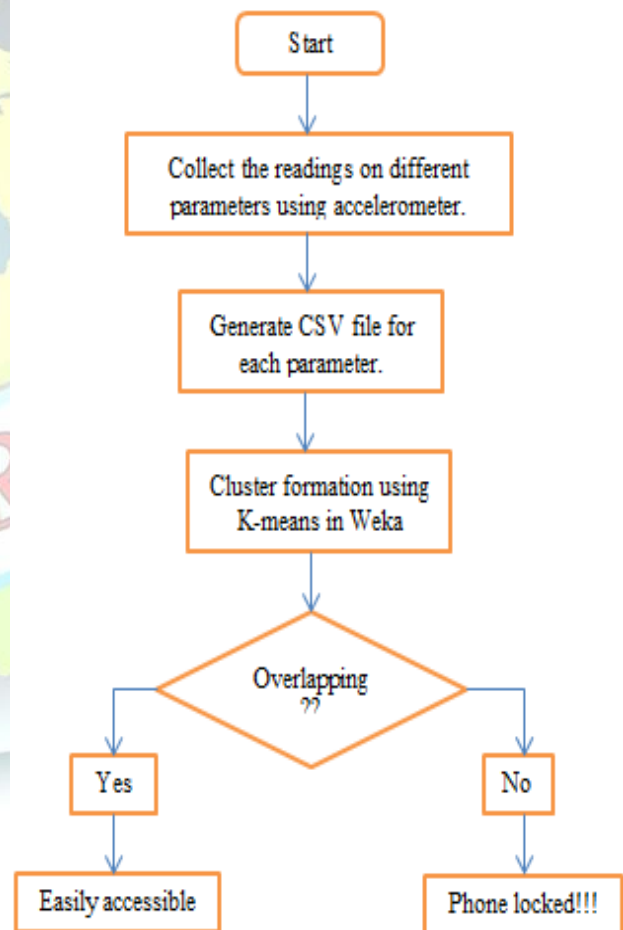 Start
Collect the readings on different
parameters using accelerometer.
Generate CSV file for
each parameter.
Cluster formation using
K-means in Weka
Overlapping
??
Yes
No
Easily accessible
Phone locked!!!